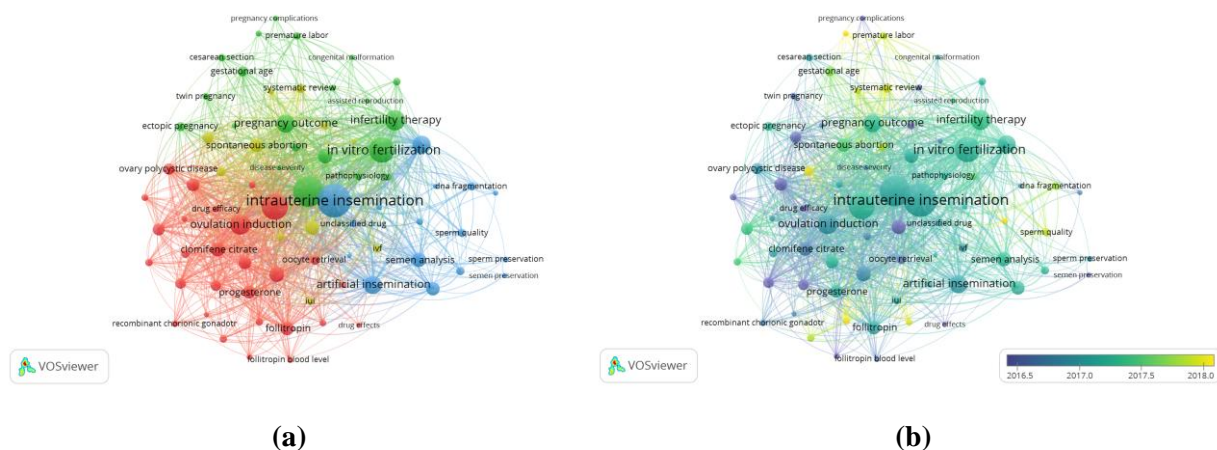 pregnancy complications
premature labor
cesarean section
congenital malformation
gestational age
systematic review
twin pregnancy
assisted reproduction
ectopic pregnancy
pregnancy outcome
infertility therapy
spontaneous abortion
in vitro fertilization
ovary polycystic disease
disease severity
pathophysiology
dna fragmentation
intrauterine insemination
drug efficacy
ovulation induction
unclassified drug
sperm quality
clomifene citrate
ivf
oocyte retrieval
semen analysis
sperm preservation
semen preservation
artificial insemination
progesterone
iui
recombinant chorionic gonadotr
follitropin
drug effects
follitropin blood level
VOSviewer
(a)
pregnancy complications
premature labor
cesarean section
congenital malformation
gestational age
systematic review
twin pregnancy
assisted reproduction
ectopic pregnancy
pregnancy outcome
infertility therapy
spontaneous abortion
in vitro fertilization
ovary polycystic disease
disease severity
pathophysiology
dna fragmentation
intrauterine insemination
drug efficacy
ovulation induction
unclassified drug
sperm quality
clomifene citrate
ivf
oocyte retrieval
semen analysis
sperm preservation
semen preservation
artificial insemination
progesterone
iui
recombinant chorionic gonadotr
follitropin
drug effects
follitropin blood level
VOSviewer
2016.5 2017.0 2017.5 2018.0
(b)